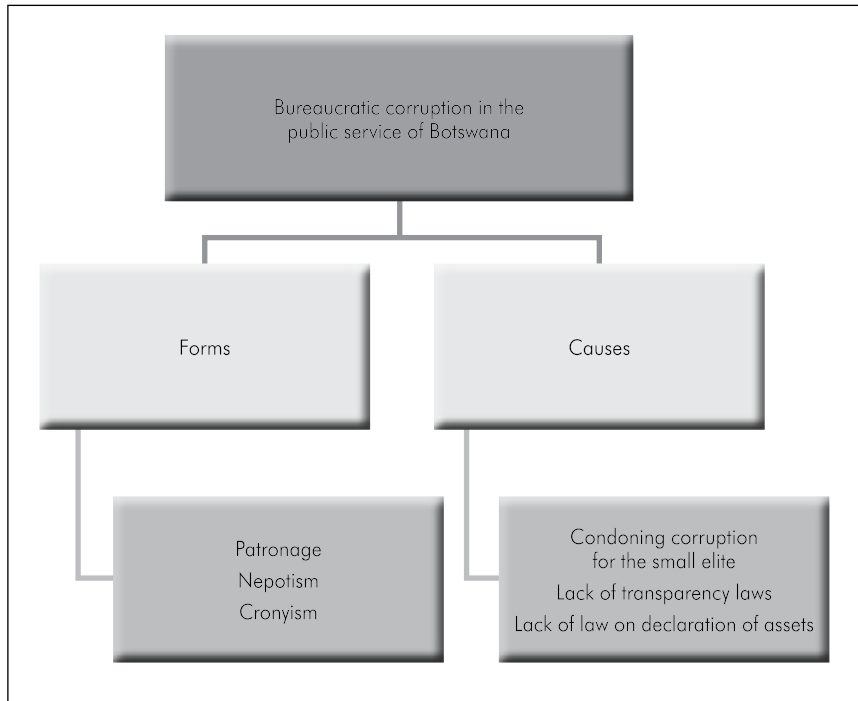 Bureaucratic corruption in the
public service of Botswana
Forms
Causes
Patronage
Nepotism
Cronyism
Condoning corruption
for the small elite
Lack of transparency laws
Lack of law on declaration of assets